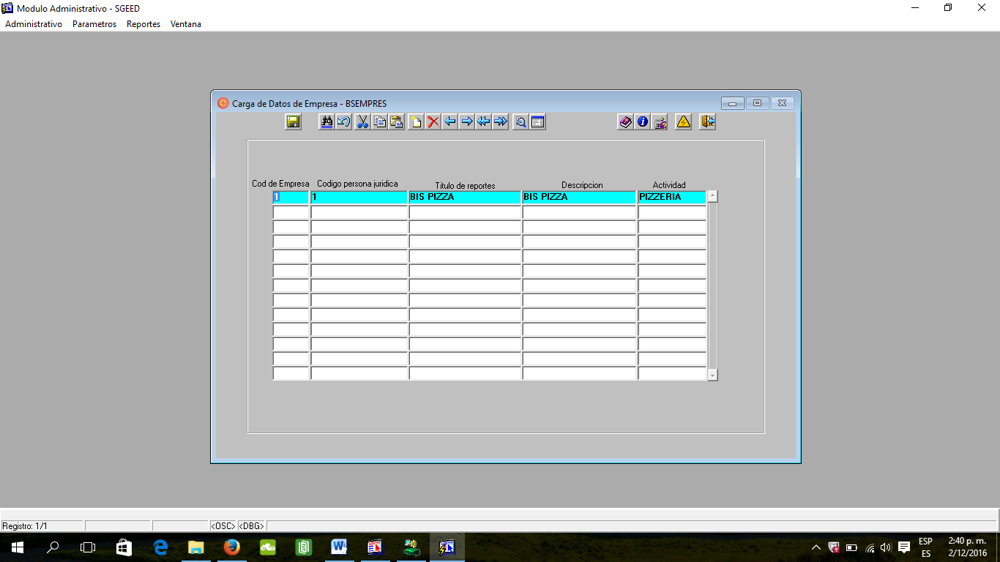 Modulo Administrativo - SGEED
Administrativo Parametros Reportes Ventana
Carga de Datos de Empresa - BSEMPRES
Cod de Empresa Codigo persona juridica Titulo de reportes Descripcion Actividad
1 1 BIS PIZZA BIS PIZZA PIZZERIA
Registro: 1/1 <OSC> <DBG>
ESP 2:40 p. m.
ES 2/12/2016